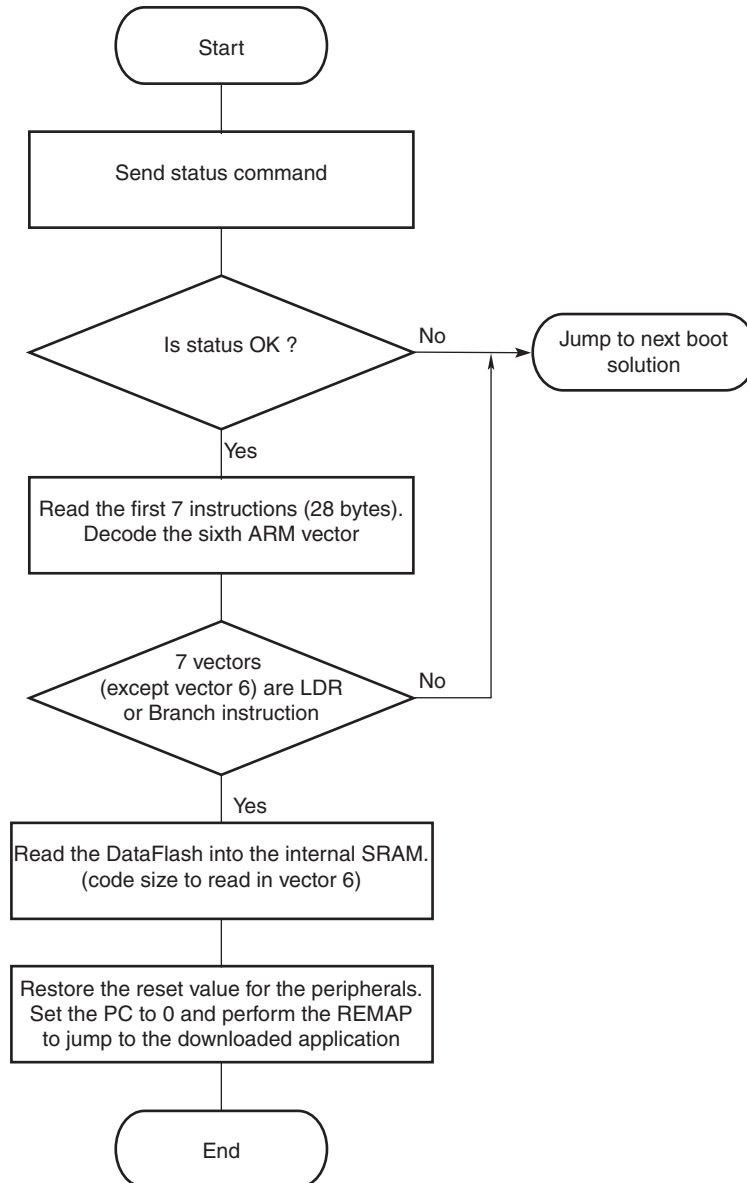 Start
Send status command
Is status OK ?
No
Jump to next boot
solution
Yes
Read the first 7 instructions (28 bytes).
Decode the sixth ARM vector
7 vectors
(except vector 6) are LDR
or Branch instruction
No
Yes
Read the DataFlash into the internal SRAM.
(code size to read in vector 6)
Restore the reset value for the peripherals.
Set the PC to 0 and perform the REMAP
to jump to the downloaded application
End